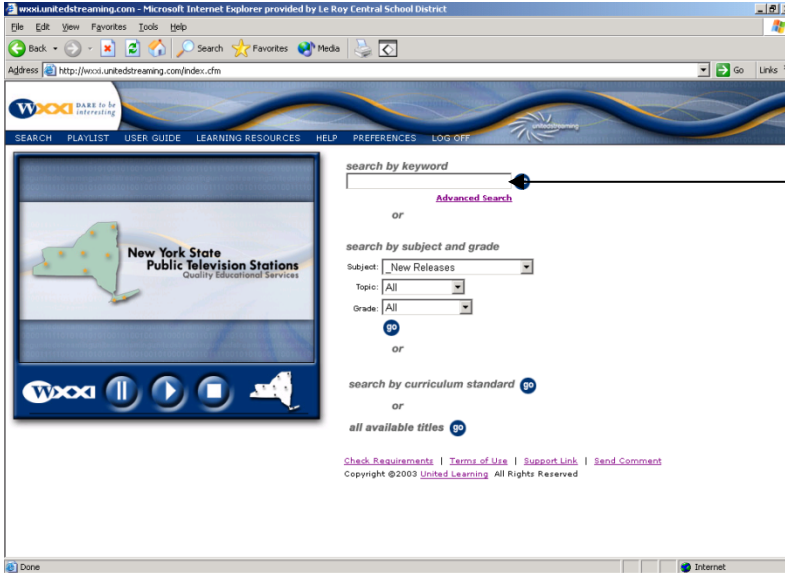 wxxi.unitedstreaming.com - Microsoft Internet Explorer provided by Le Roy Central School District
File Edit View Favorites Tools Help
Back Search Favorites Media
Address http://wxxi.unitedstreaming.com/index.cfm Go Links
WXXI DARE to be
interesting
unitedstreaming
SEARCH PLAYLIST USER GUIDE LEARNING RESOURCES HELP PREFERENCES LOG OFF
search by keyword
Advanced Search
or
New York State
Public Television Stations
Quality Educational Services
search by subject and grade
Subject: _New Releases
Topic: All
Grade: All
go
or
WXXI
search by curriculum standard go
or
all available titles go
Check Requirements | Terms of Use | Support Link | Send Comment
Copyright ©2003 United Learning All Rights Reserved
Done Internet